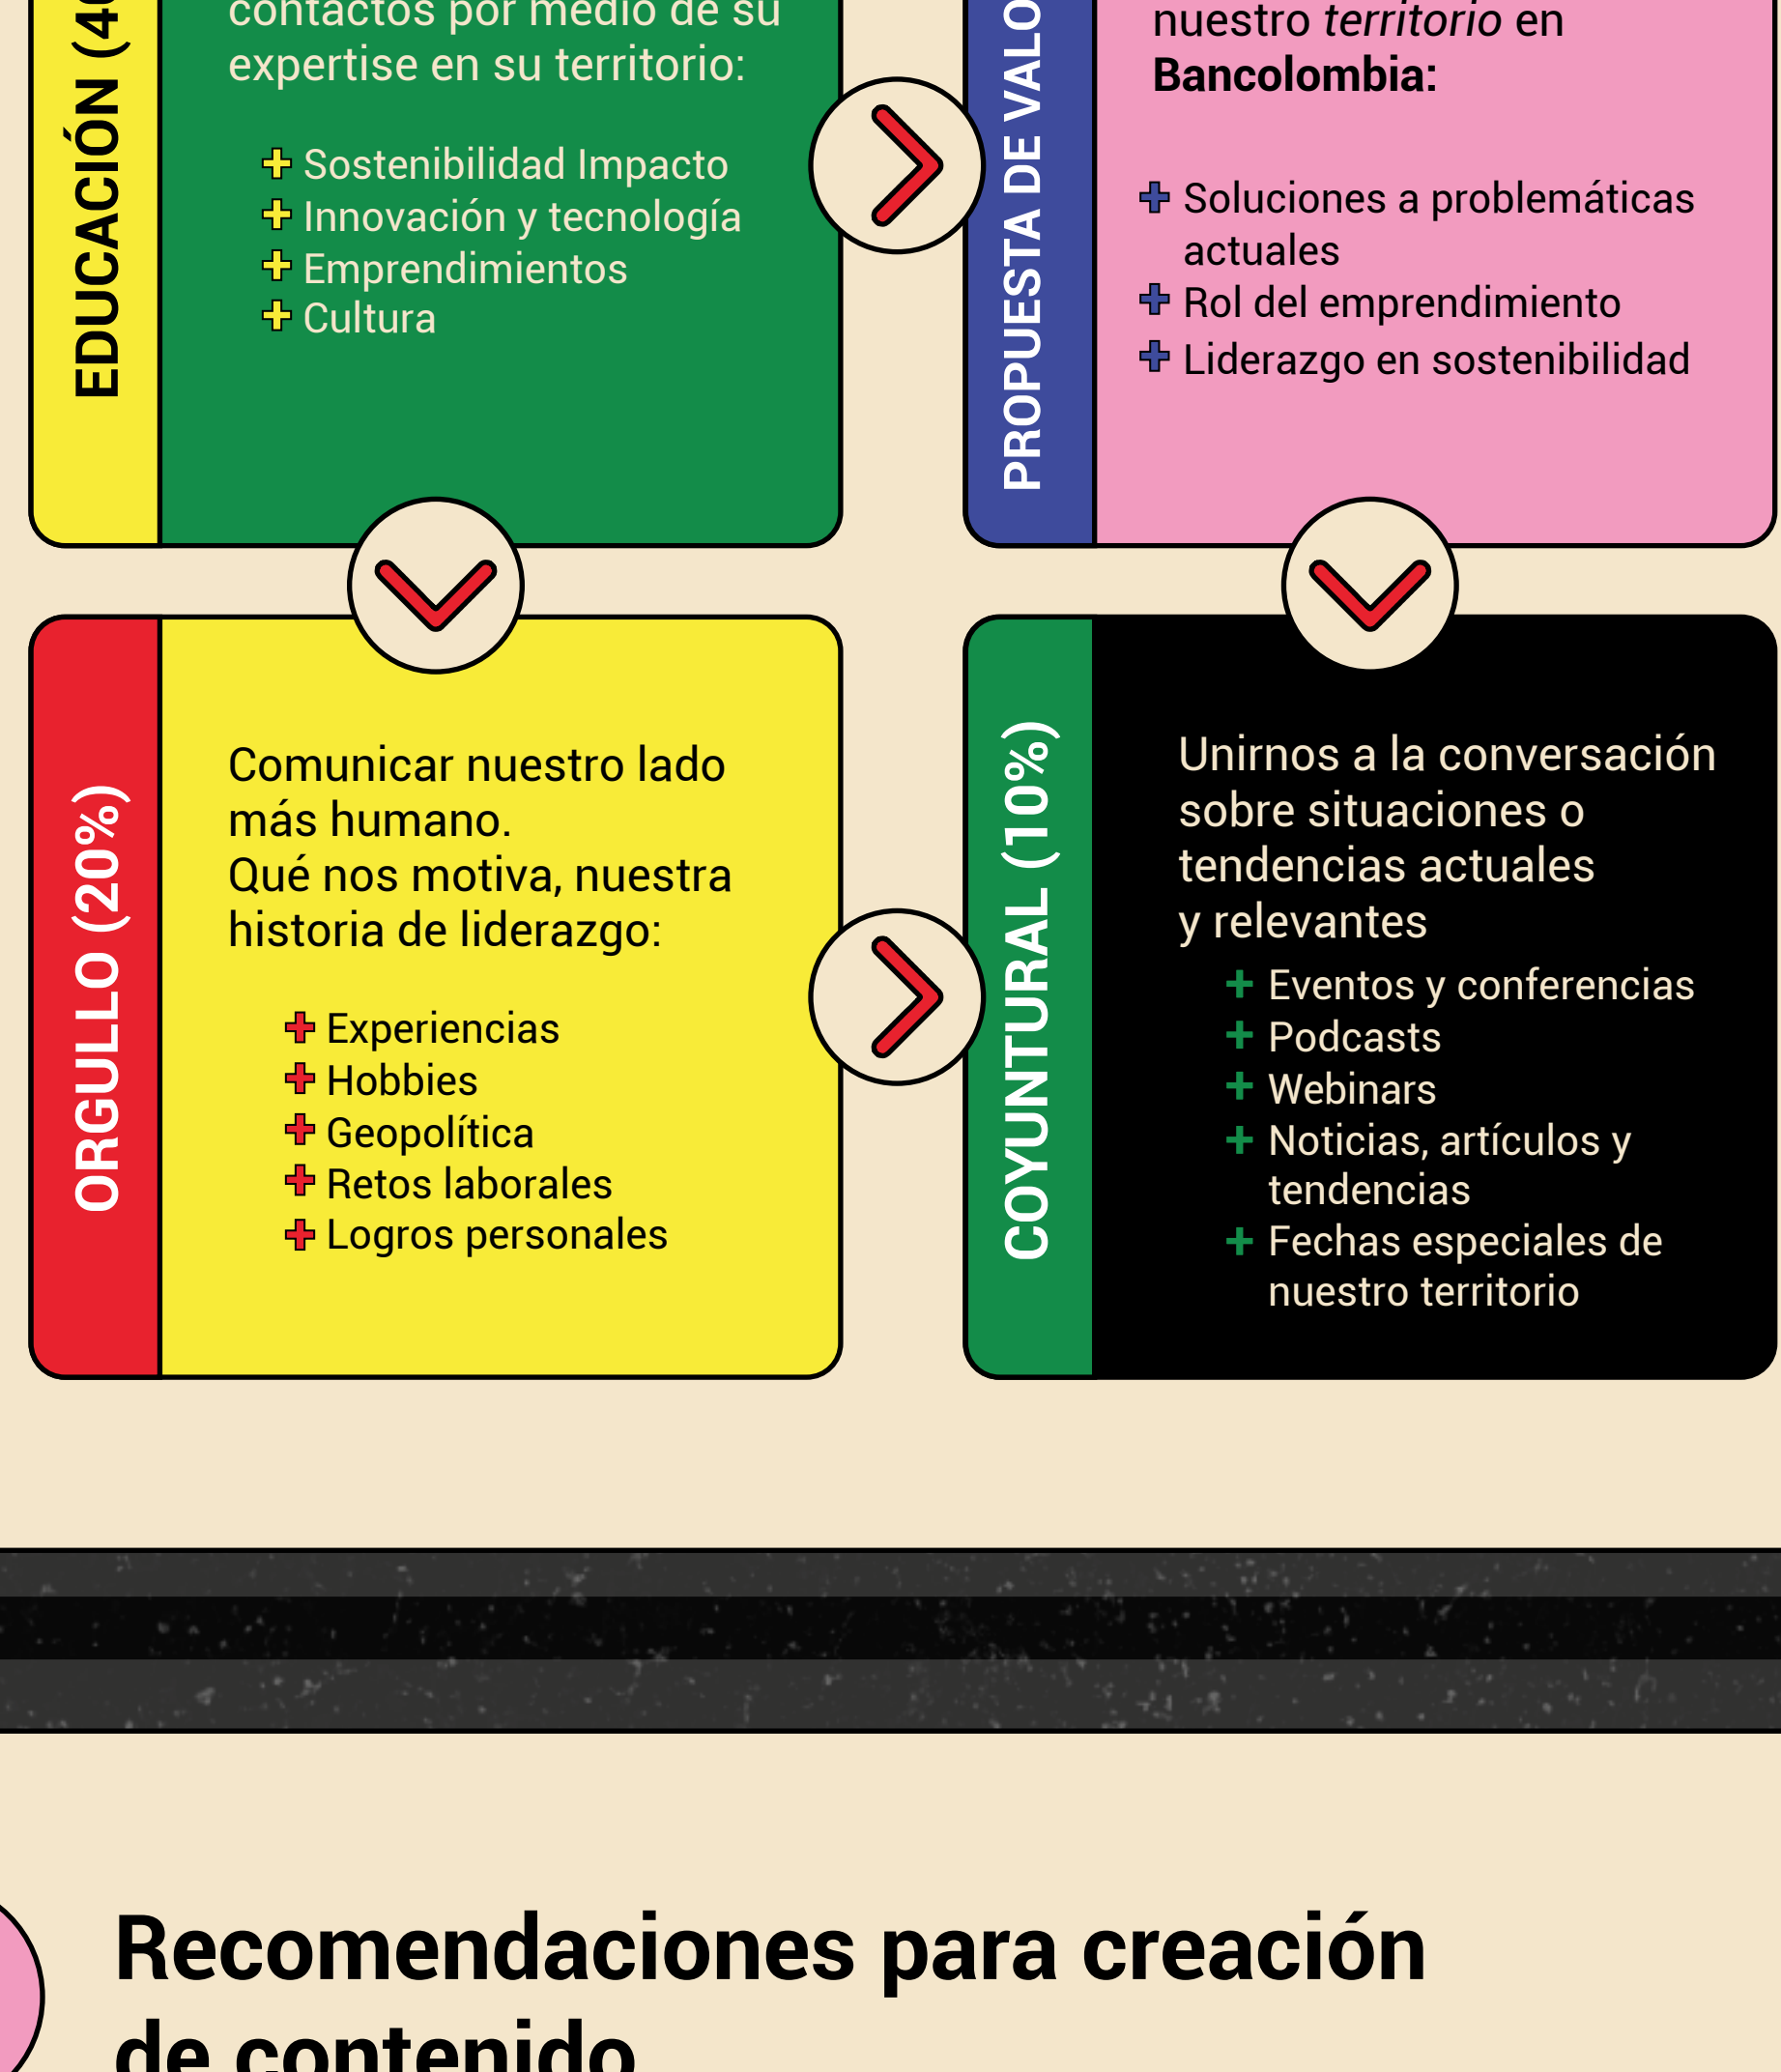 contactos por medio de su
expertise en su territorio:
EDUCACIÓN
+ Sostenibilidad Impacto
+ Innovación y tecnología
+ Emprendimientos
+ Cultura
nuestro territorio en
Bancolombia:
PROPUESTA DE
+ Soluciones a problemáticas
actuales
+ Rol del emprendimiento
+ Liderazgo en sostenibilidad
ORGULLO (20%)
Comunicar nuestro lado
más humano.
Qué nos motiva, nuestra
historia de liderazgo:
+ Experiencias
+ Hobbies
+ Geopolítica
+ Retos laborales
+ Logros personales
COYUNTURAL (10%)
Unirnos a la conversación
sobre situaciones o
tendencias actuales
y relevantes
+ Eventos y conferencias
+ Podcasts
+ Webinars
+ Noticias, artículos y
tendencias
+ Fechas especiales de
nuestro territorio
Recomendaciones para creación
de contenido